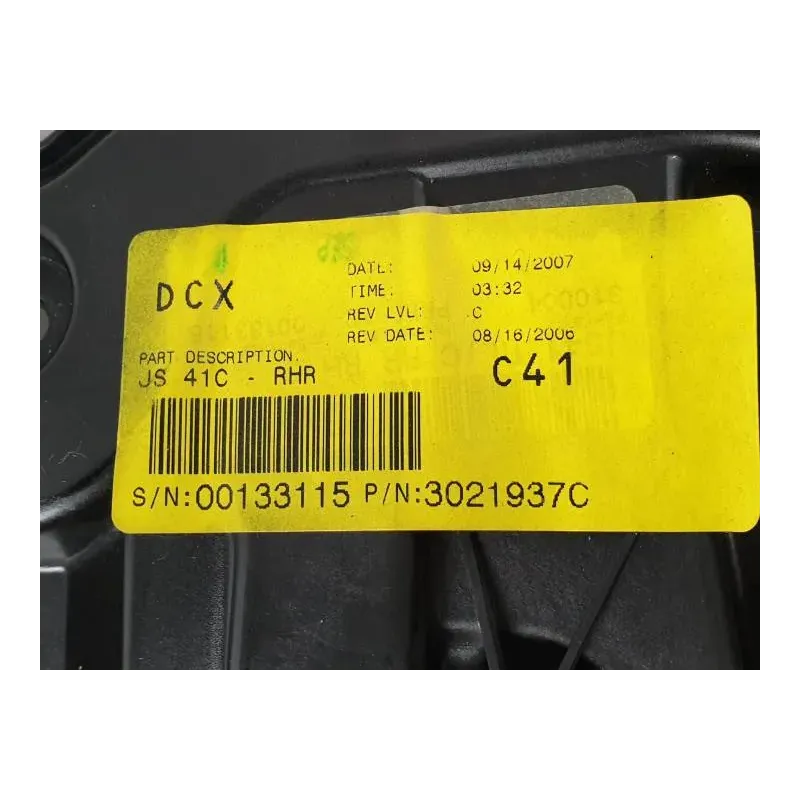 DCX
DATE: 09/14/2007
TIME: 03:32
REV LVL: C
REV DATE: 08/16/2006
PART DESCRIPTION.
JS 41C - RHR
C41
S/N:00133115 P/N:3021937C